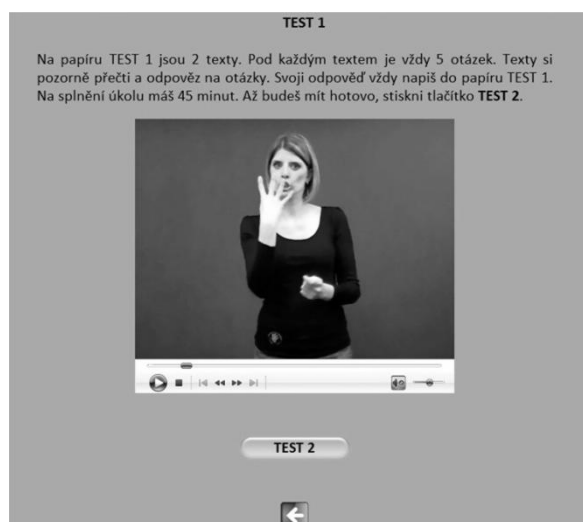 TEST 1
Na papíru TEST 1 jsou 2 texty. Pod každým textem je vždy 5 otázek. Texty si
pozorně přečti a odpověz na otázky. Svoji odpověď vždy napiš do papíru TEST 1.
Na splnění úkolu máš 45 minut. Až budeš mít hotovo, stiskni tlačítko TEST 2.
TEST 2